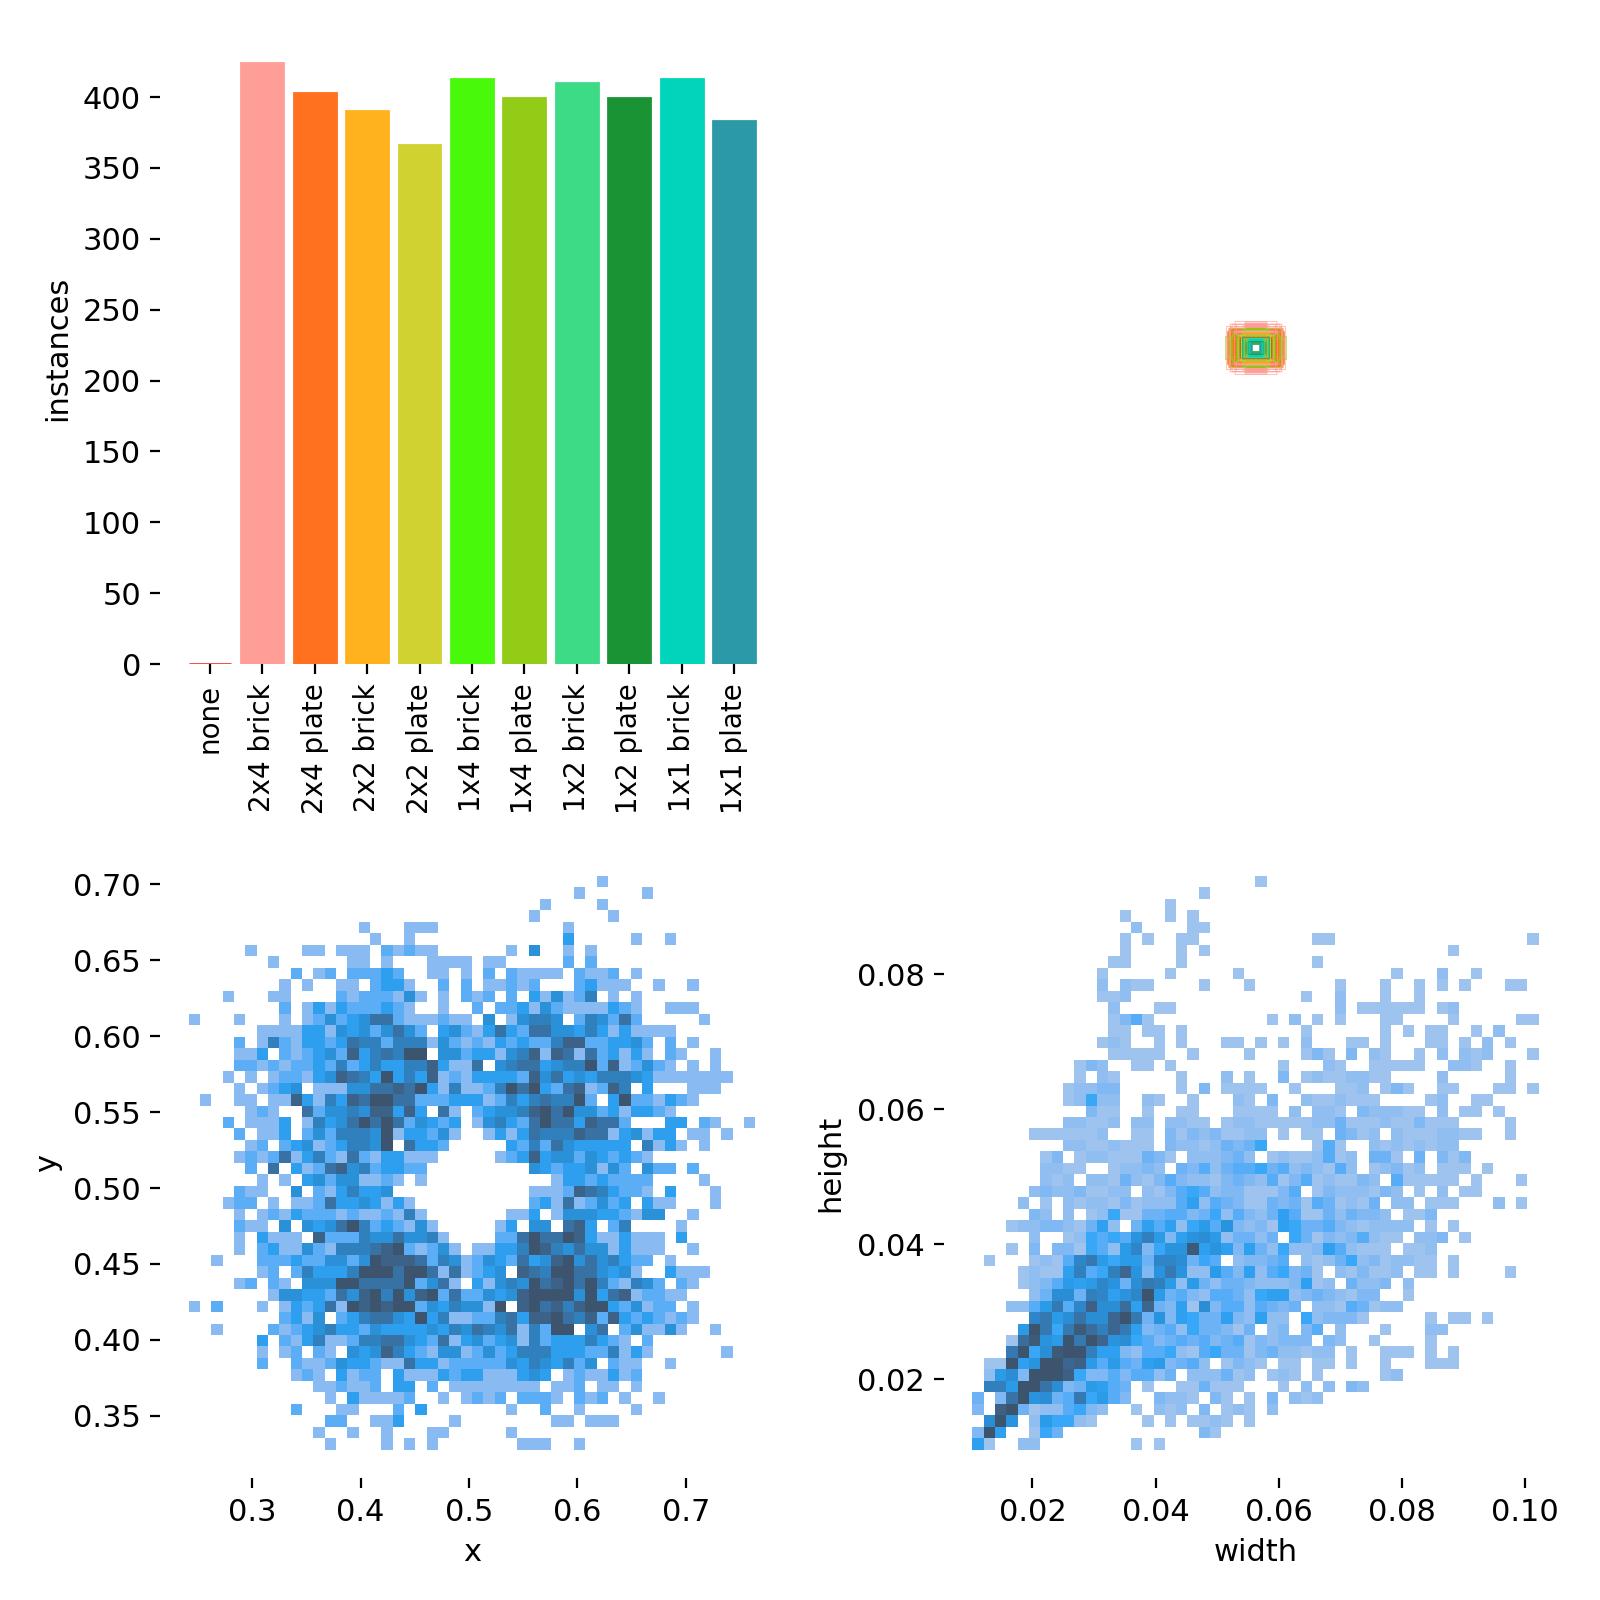 400
350
300
250
200
150
100
50
0
instances
none
2x4 brick
2x4 plate
2x2 brick
2x2 plate
1x4 brick
1x4 plate
1x2 brick
1x2 plate
1x1 brick
1x1 plate
0.70
0.65
0.60
0.55
0.50
0.45
0.40
0.35
y
0.3 0.4 0.5 0.6 0.7
x
0.08
0.06
0.04
0.02
height
0.02 0.04 0.06 0.08 0.10
width